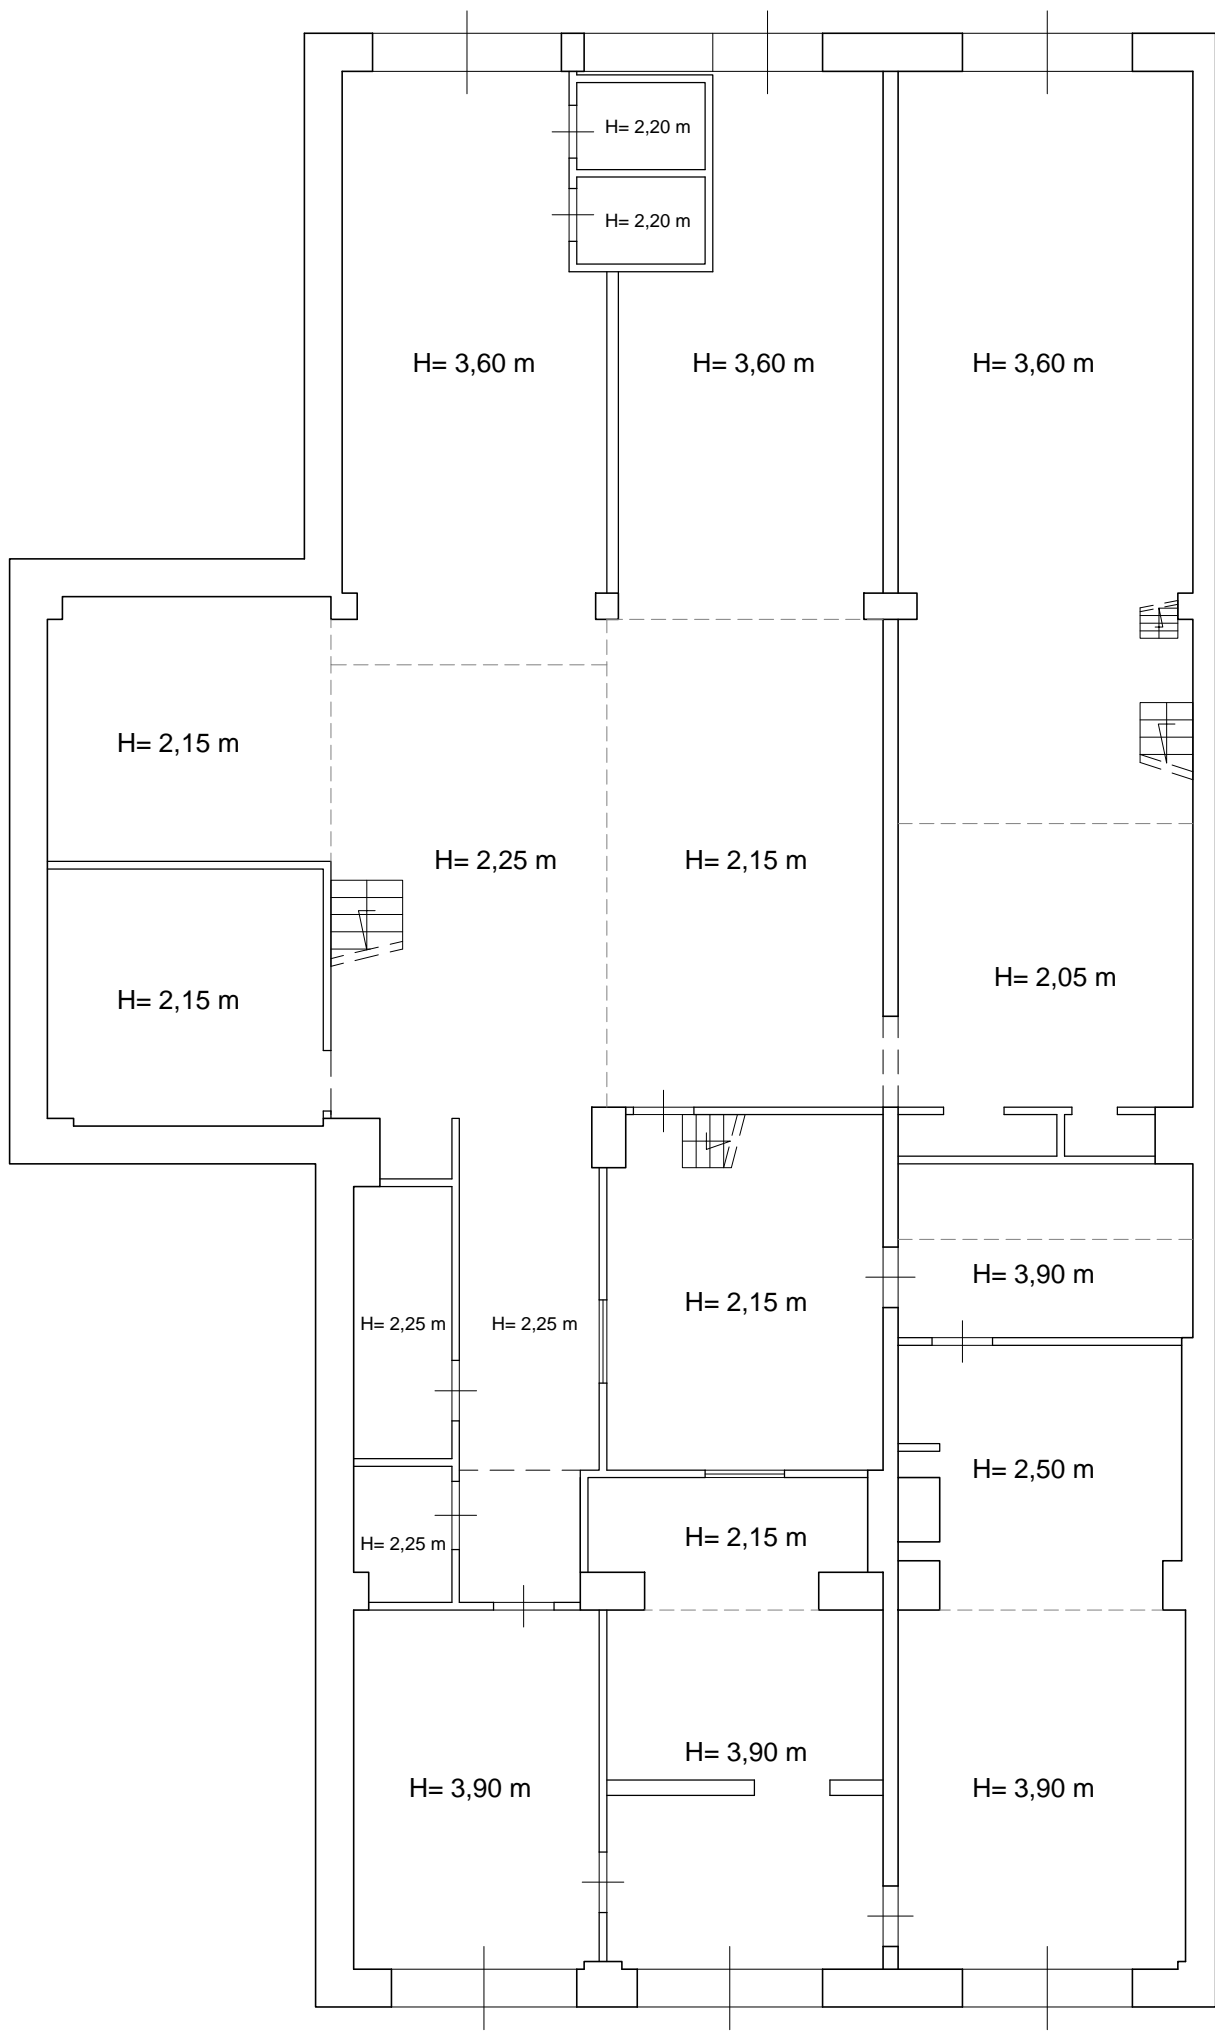 H= 2,20 m
H= 2,20 m
H= 3,60 m
H= 3,60 m
H= 3,60 m
H= 2,15 m
H= 2,25 m
H= 2,15 m
H= 2,05 m
H= 2,15 m
H= 3,90 m
H= 2,15 m
H= 2,25 m
H= 2,25 m
H= 2,50 m
H= 2,15 m
H= 2,25 m
H= 3,90 m
H= 3,90 m
H= 3,90 m